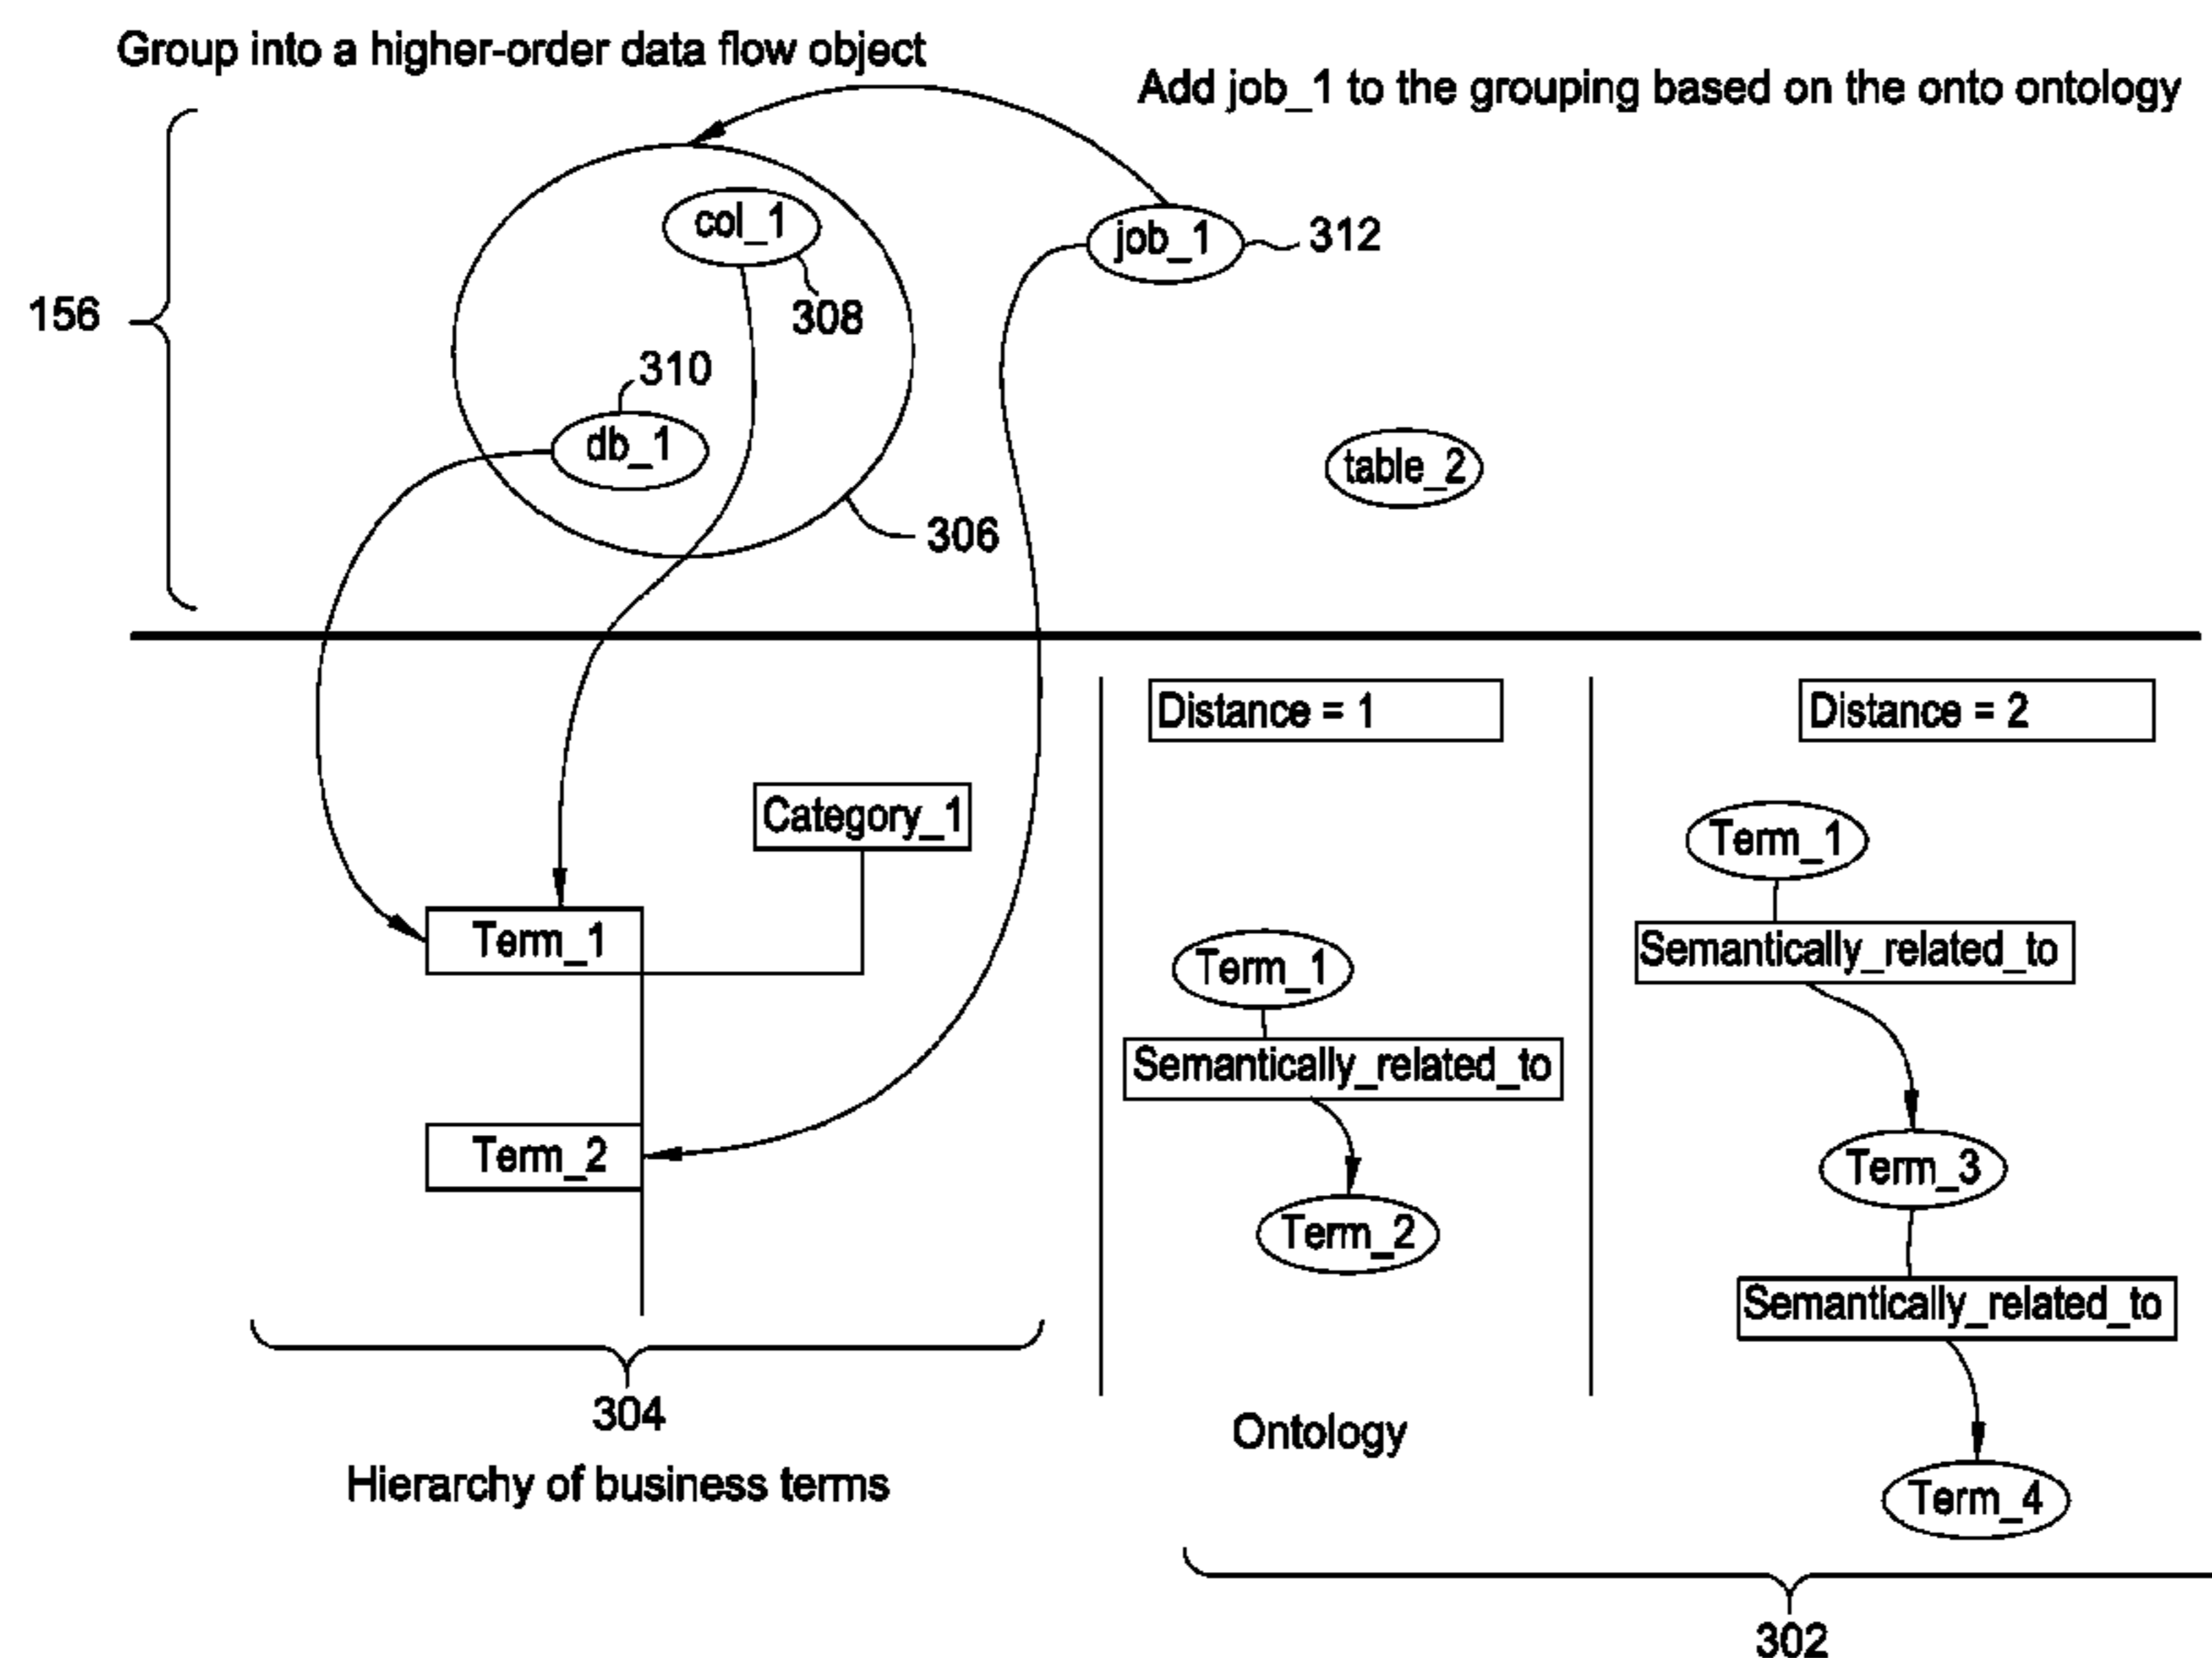 Group into a higher-order data flow object
Add job_1 to the grouping based on the onto ontology
col_1
job_1
312
308
156
310
db_1
table_2
306
Distance = 1
Distance = 2
Category_1
Term_1
Term_1
Term_1
Semantically_related_to
Semantically_related_to
Term_2
Term_3
Term_2
Semantically_related_to
304
Ontology
Hierarchy of business terms
Term_4
302